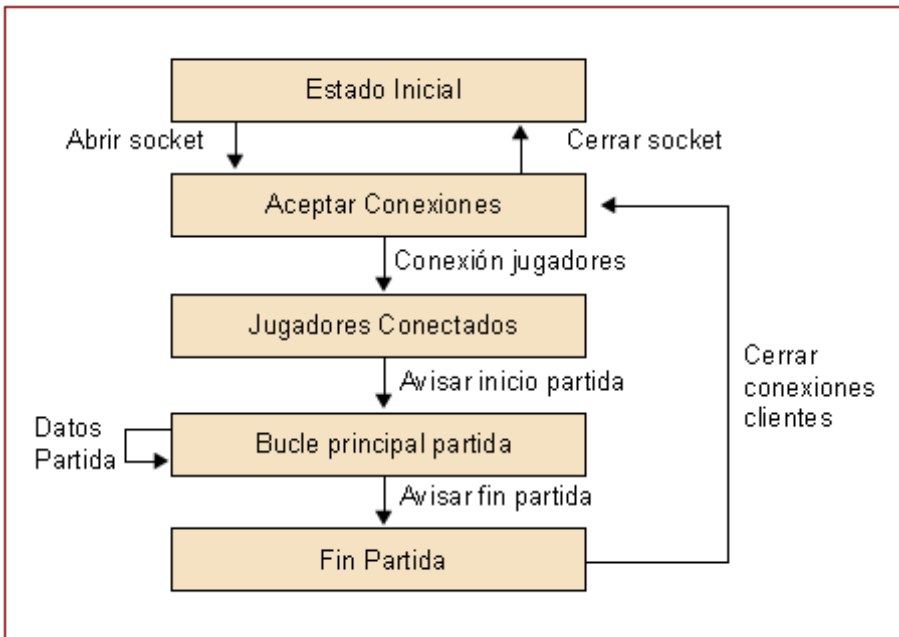 Estado Inicial
Abrir socket
Cerrar socket
Aceptar Conexiones
Conexión jugadores
Jugadores Conectados
Avisar inicio partida
Cerrar
conexiones
clientes
Datos
Partida
Bucle principal partida
Avisar fin partida
Fin Partida